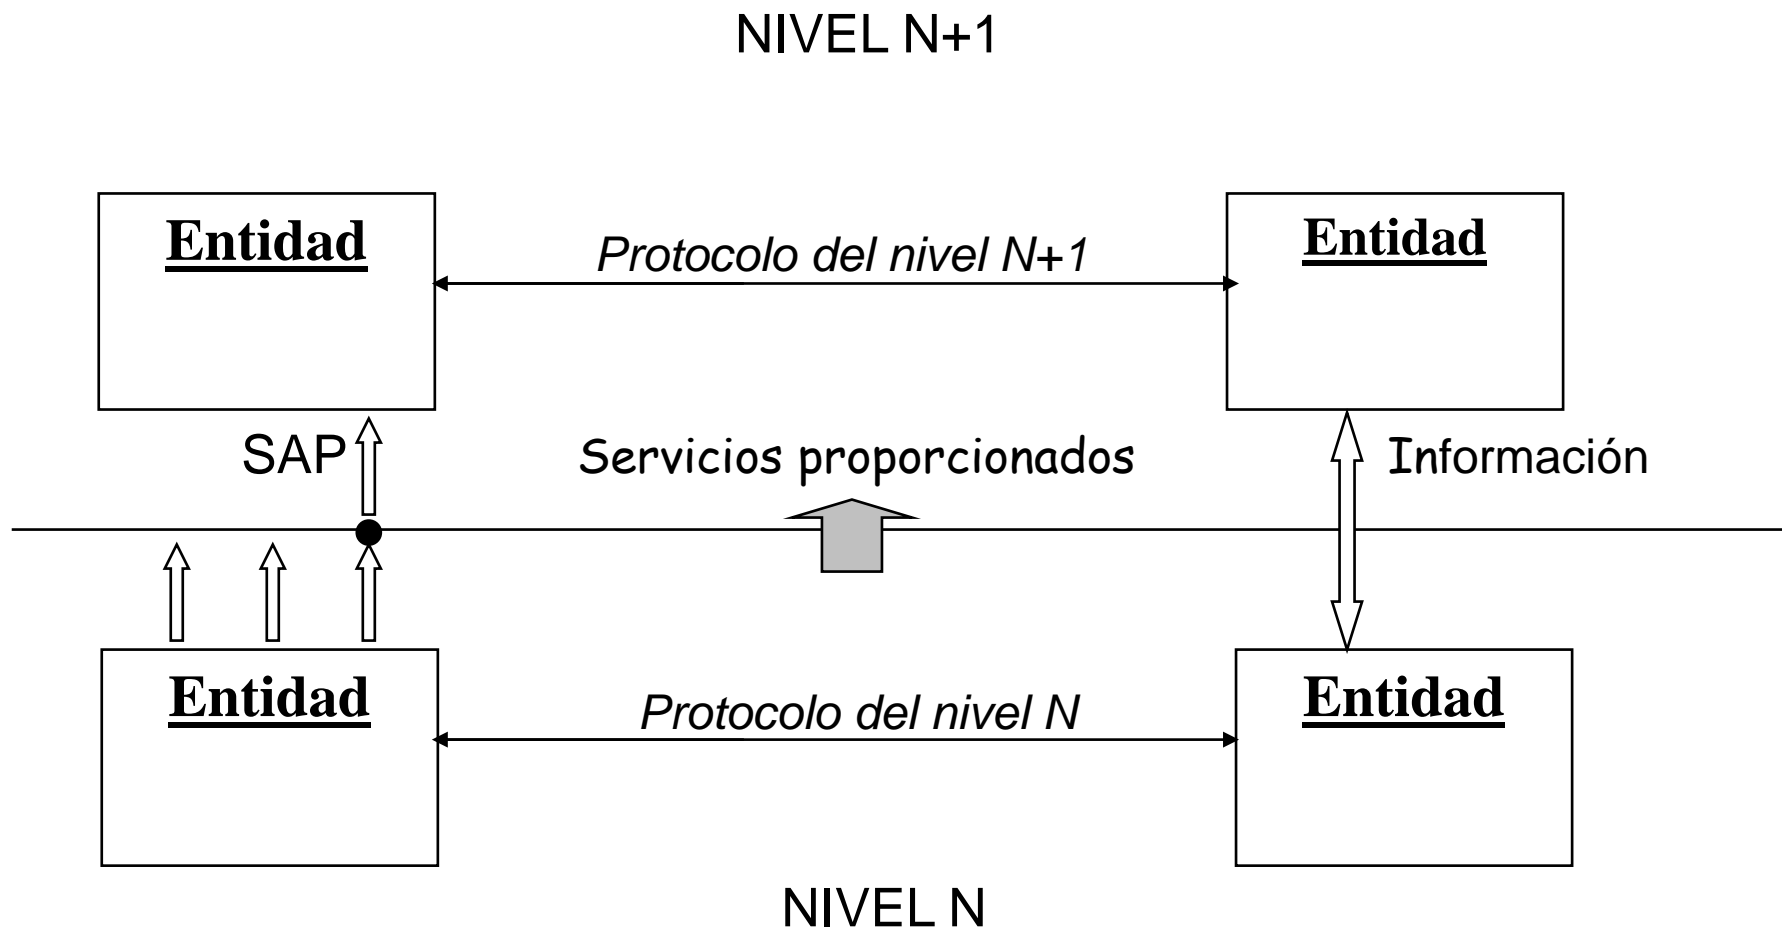 NIVEL N+1
Entidad
Protocolo del nivel N+1
Entidad
SAP
Servicios proporcionados
Información
Entidad
Protocolo del nivel N
Entidad
NIVEL N